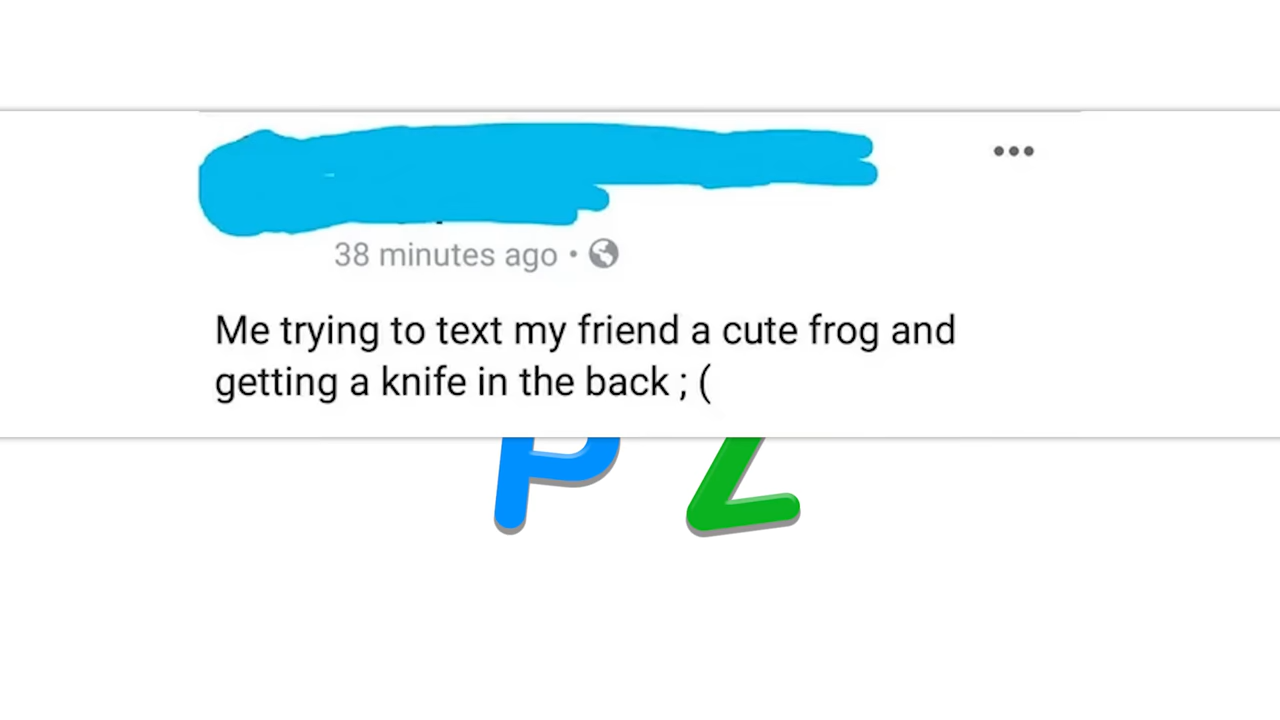 38 minutes ago •
Me trying to text my friend a cute frog and
getting a knife in the back ; (